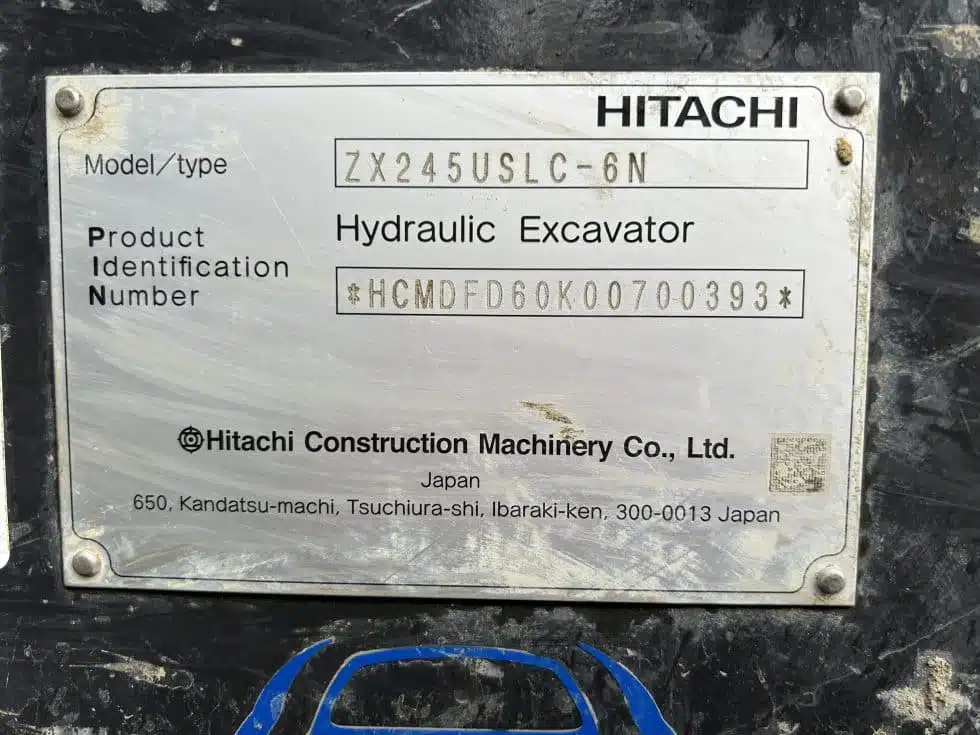 HITACHI
Model/type ZX245USLC-6N
Hydraulic Excavator
Product
Identification
Number *HCMDFD60K00700393*
Hitachi Construction Machinery Co., Ltd.
Japan
650, Kandatsu-machi, Tsuchiura-shi, Ibaraki-ken, 300-0013 Japan